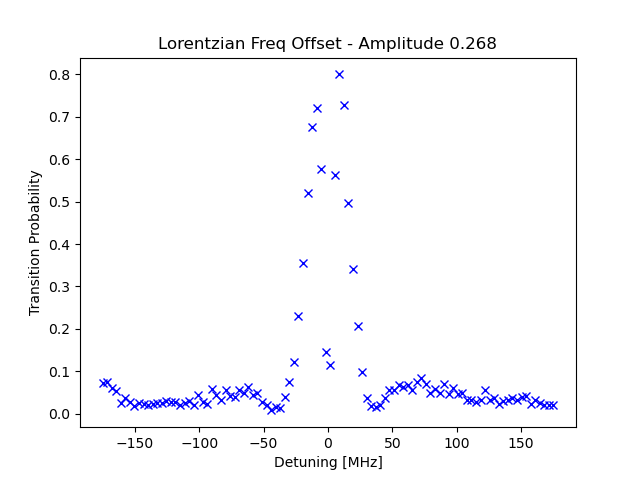 Lorentzian Freq Offset - Amplitude 0.268
Transition Probability
0.8
0.7
0.6
0.5
0.4
0.3
0.2
0.1
0.0
−150 −100 −50 0 50 100 150
Detuning [MHz]